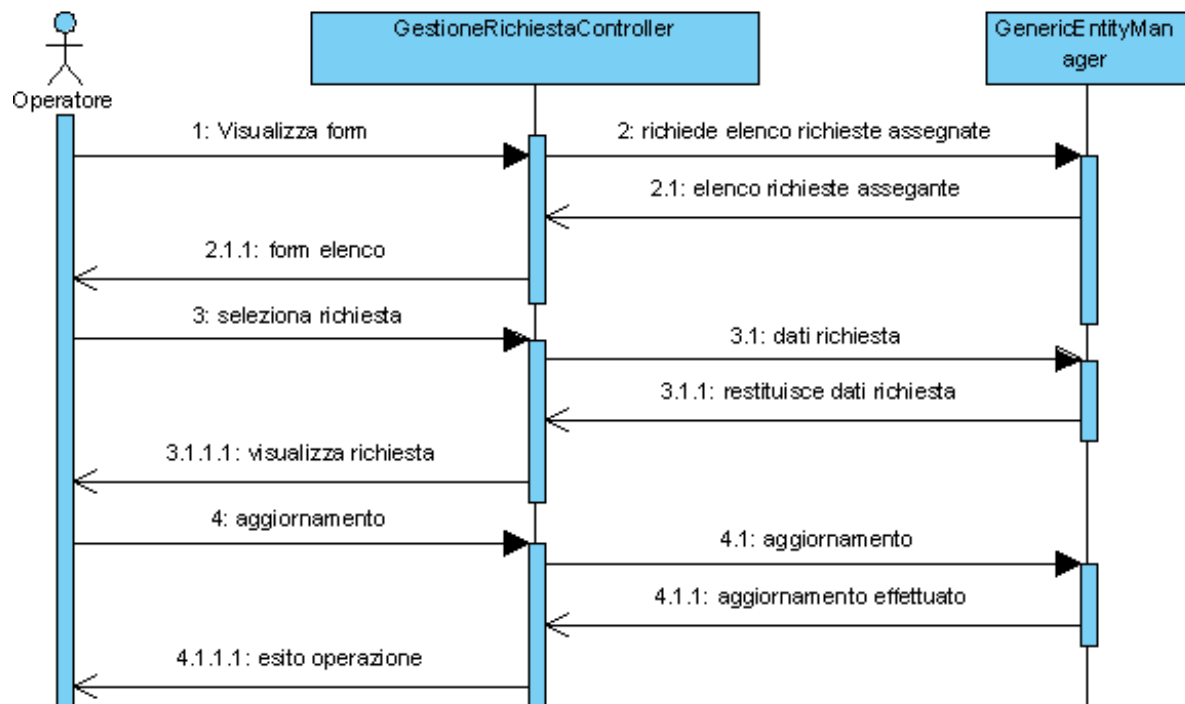 GestioneRichiestaController
GenericEntityMan
ager
Operatore
1: Visualizza form
2: richiede elenco richieste assegnate
2.1: elenco richieste assegante
2.1.1: form elenco
3: seleziona richiesta
3.1: dati richiesta
3.1.1: restituisce dati richiesta
3.1.1.1: visualizza richiesta
4: aggiornamento
4.1: aggiornamento
4.1.1: aggiornamento effettuato
4.1.1.1: esito operazione